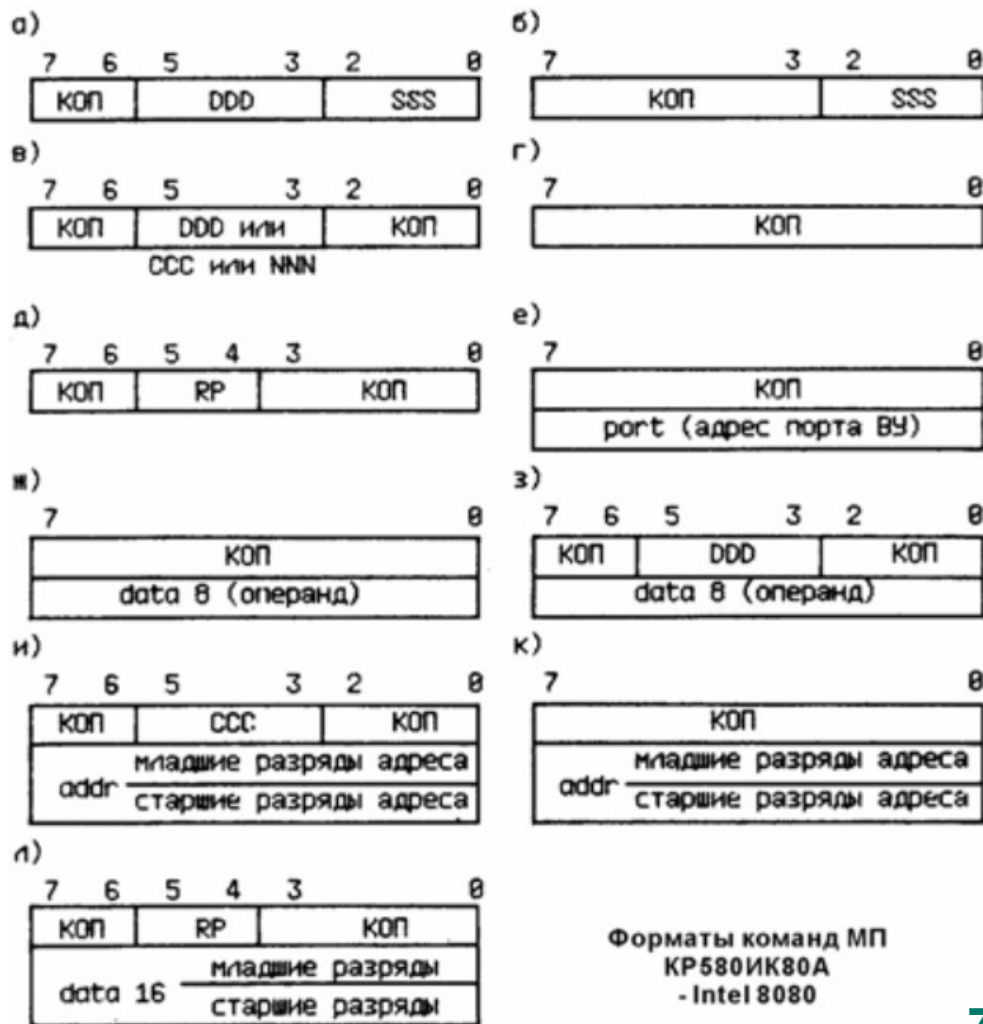 а)
7 6 5 3 2 0
КОП DDD SSS
б)
7 3 2 0
КОП SSS
в)
7 6 5 3 2 0
КОП DDD или КОП
CCC или NNN
г)
7 0
КОП
д)
7 6 5 4 3 0
КОП RP КОП
е)
7 0
КОП
port (адрес порта ВУ)
ж)
7 0
КОП
data 8 (операнд)
з)
7 6 5 3 2 0
КОП DDD КОП
data 8 (операнд)
и)
7 6 5 3 2 0
КОП CCC КОП
addr
младшие разряды адреса
старшие разряды адреса
к)
7 0
КОП
addr
младшие разряды адреса
старшие разряды адреса
л)
7 6 5 4 3 0
КОП RP КОП
data 16
младшие разряды
старшие разряды
Форматы команд МП
КР580ИК80А
- Intel 8080